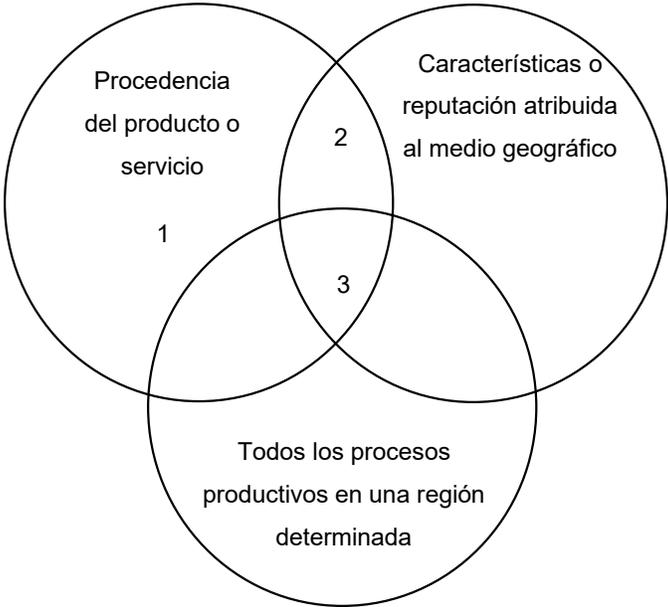 Procedencia
del producto o
servicio
1
2
Características o
reputación atribuida
al medio geográfico
3
Todos los procesos
productivos en una región
determinada